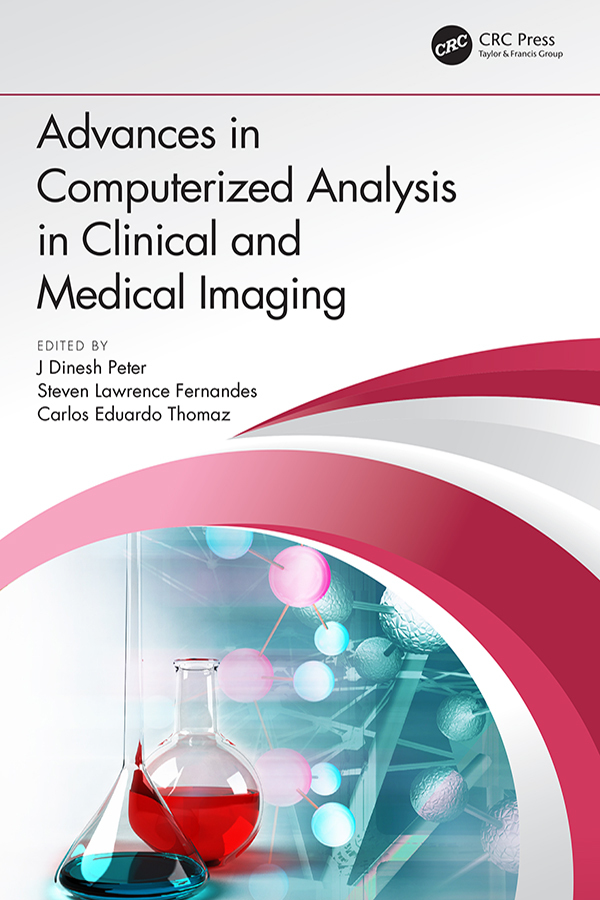 CRC
CRC Press
Taylor & Francis Group
Advances in
Computerized Analysis
in Clinical and
Medical Imaging
EDITED BY
J Dinesh Peter
Steven Lawrence Fernandes
Carlos Eduardo Thomaz